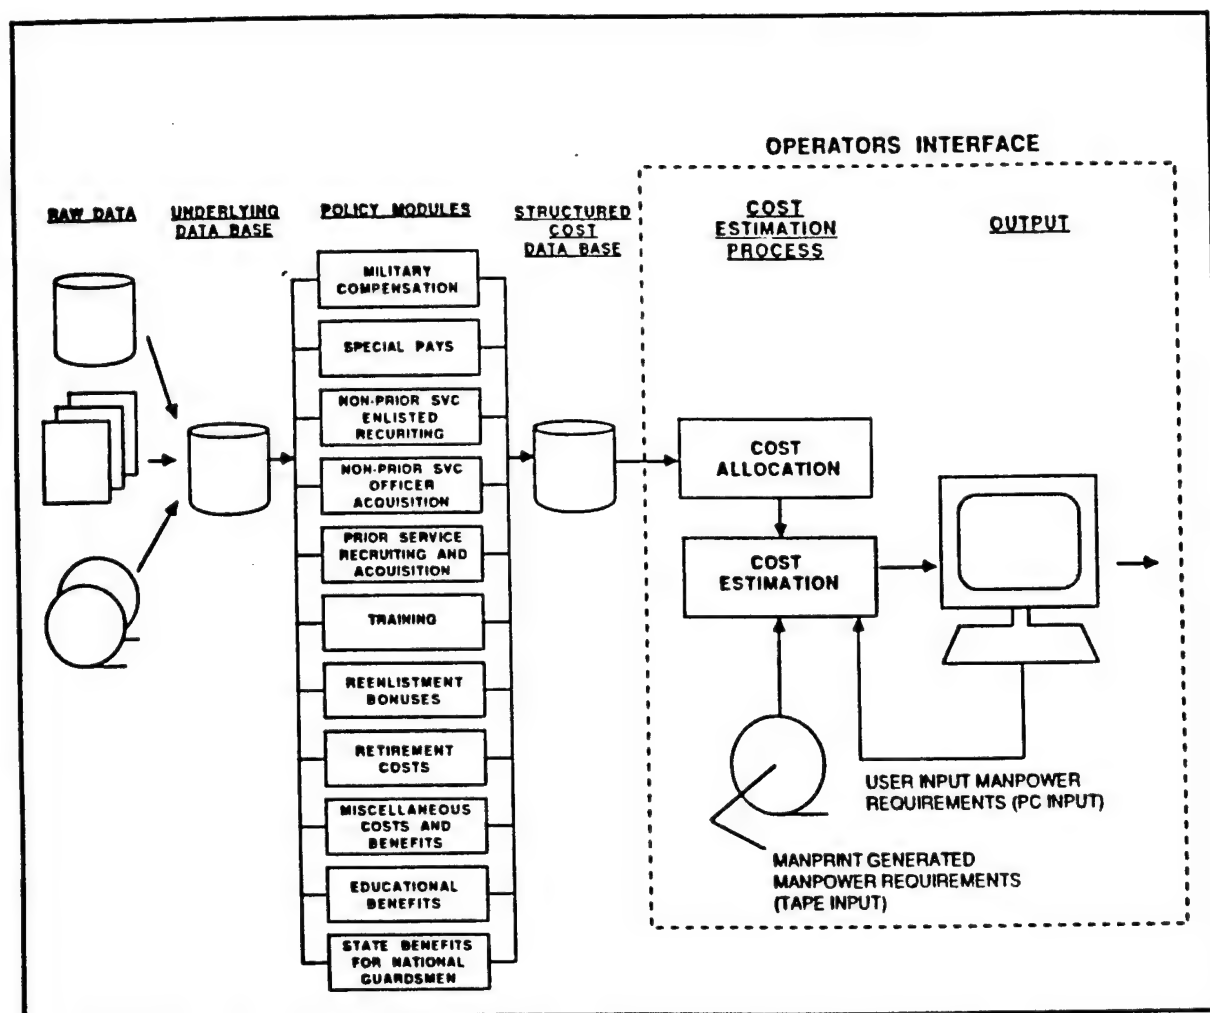 OPERATORS INTERFACE
RAW DATA
UNDERLYING
DATA BASE
POLICY MODULES
STRUCTURED
COST
DATA BASE
COST
ESTIMATION
PROCESS
OUTPUT
MILITARY
COMPENSATION
SPECIAL PAYS
NON-PRIOR SVC
ENLISTED
RECURITING
NON-PRIOR SVC
OFFICER
ACQUISITION
PRIOR SERVICE
RECRUITING AND
ACQUISITION
TRAINING
REENLISTMENT
BONUSES
RETIREMENT
COSTS
MISCELLANEOUS
COSTS AND
BENEFITS
EDUCATIONAL
BENEFITS
STATE BENEFITS
FOR NATIONAL
GUARDSMEN
COST
ALLOCATION
COST
ESTIMATION
USER INPUT MANPOWER
REQUIREMENTS (PC INPUT)
MANPRINT GENERATED
MANPOWER REQUIREMENTS
(TAPE INPUT)